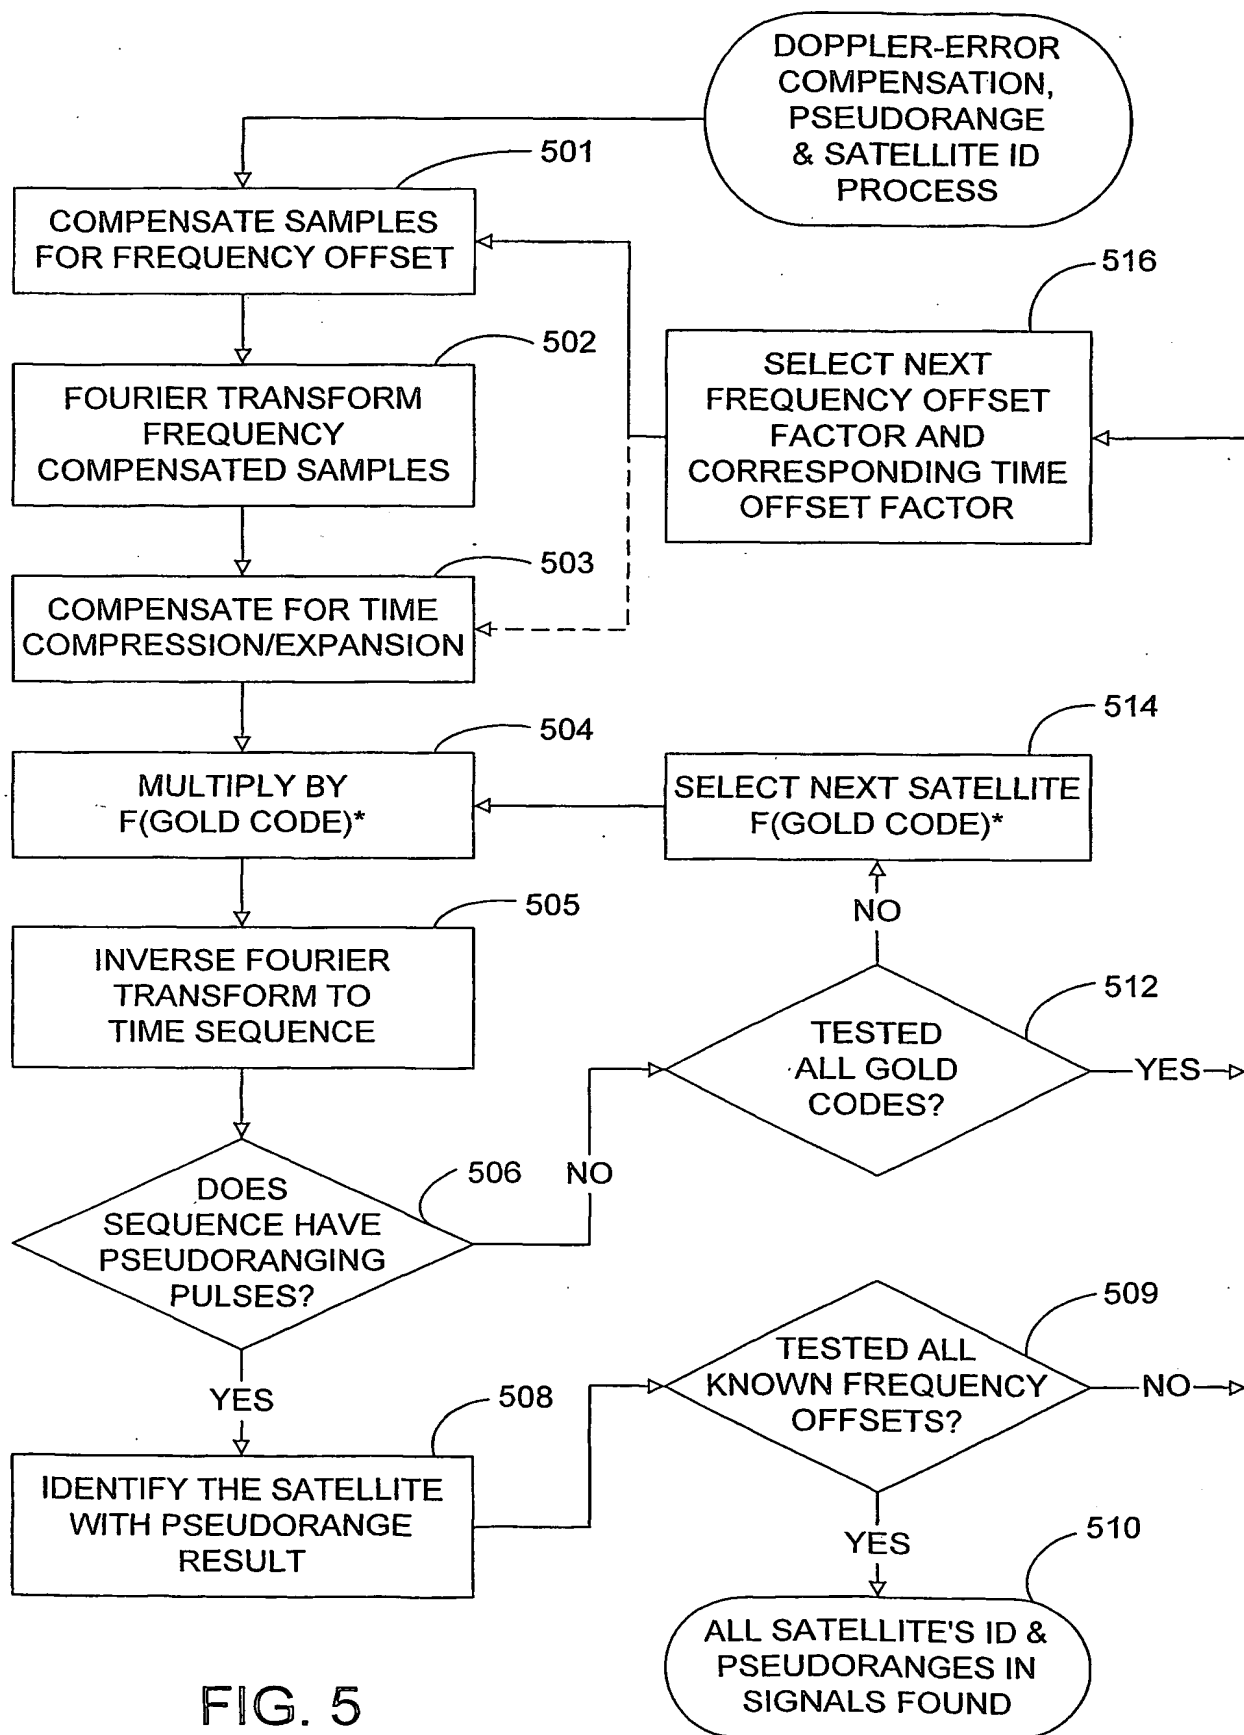 DOPPLER-ERROR
COMPENSATION,
PSEUDORANGE
& SATELLITE ID
PROCESS
501
COMPENSATE SAMPLES
FOR FREQUENCY OFFSET
516
SELECT NEXT
FREQUENCY OFFSET
FACTOR AND
CORRESPONDING TIME
OFFSET FACTOR
502
FOURIER TRANSFORM
FREQUENCY
COMPENSATED SAMPLES
503
COMPENSATE FOR TIME
COMPRESSION/EXPANSION
504
MULTIPLY BY
F(GOLD CODE)*
514
SELECT NEXT SATELLITE
F(GOLD CODE)*
NO
505
INVERSE FOURIER
TRANSFORM TO
TIME SEQUENCE
512
TESTED
ALL GOLD
CODES?
YES
506
DOES
SEQUENCE HAVE
PSEUDORANGING
PULSES?
NO
YES
509
TESTED ALL
KNOWN FREQUENCY
OFFSETS?
NO
508
IDENTIFY THE SATELLITE
WITH PSEUDORANGE
RESULT
YES
510
ALL SATELLITE'S ID &
PSEUDORANGES IN
SIGNALS FOUND
FIG. 5